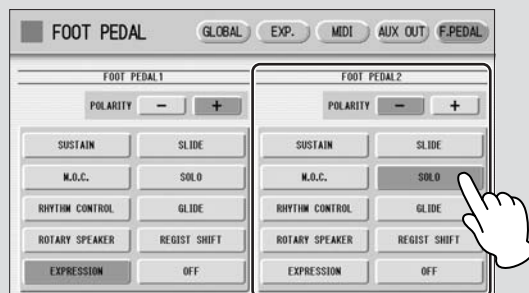 FOOT PEDAL GLOBAL EXP. MIDI AUX OUT F.PEDAL
FOOT PEDAL1 FOOT PEDAL2
POLARITY − + POLARITY − +
SUSTAIN SLIDE SUSTAIN SLIDE
M.O.C. SOLO M.O.C. SOLO
RHYTHM CONTROL GLIDE RHYTHM CONTROL GLIDE
ROTARY SPEAKER REGIST SHIFT ROTARY SPEAKER REGIST SHIFT
EXPRESSION OFF EXPRESSION OFF